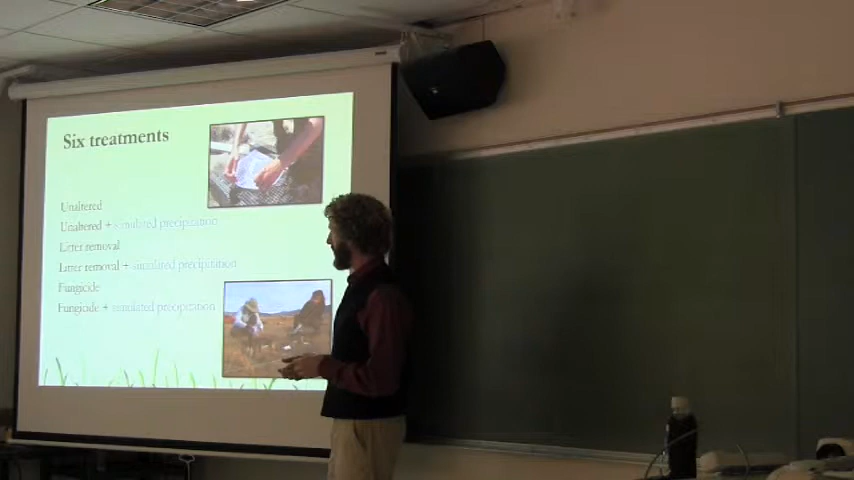 Six treatments
Unaltered
Unaltered + simulated precipitation
Litter removal
Litter removal + simulated precipitation
Fungicide
Fungicide + simulated precipitation